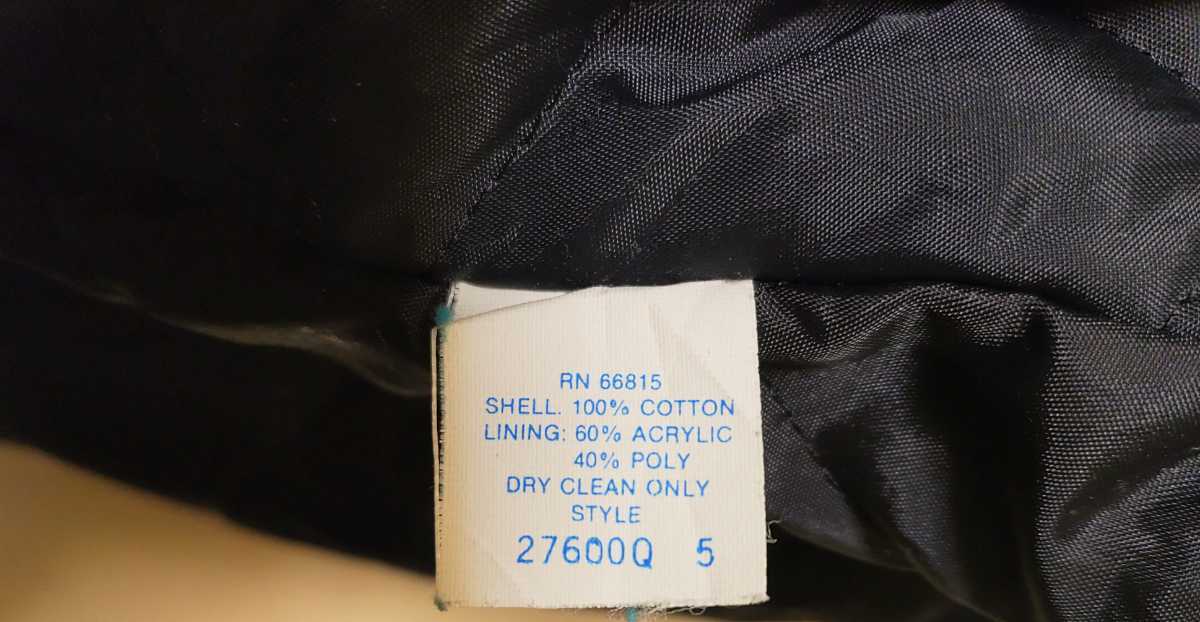 RN 66815
SHELL. 100% COTTON
LINING: 60% ACRYLIC
40% POLY
DRY CLEAN ONLY
STYLE
27600Q 5